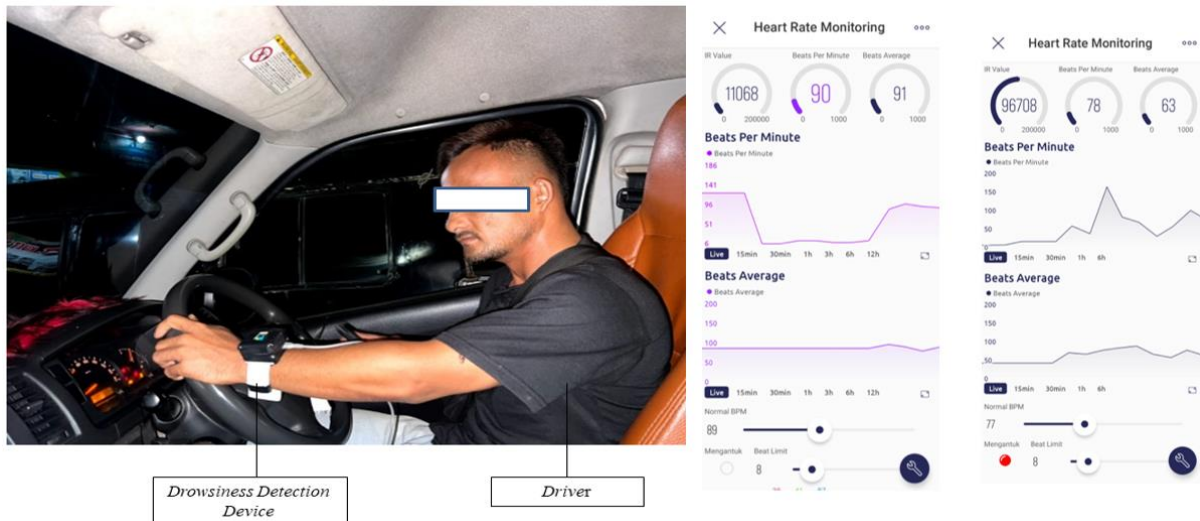 Drowsiness Detection
Device
Driver
Heart Rate Monitoring
IR Value
Beats Per Minute
Beats Average
11068
90
91
0
200000
0
1000
0
1000
Beats Per Minute
Beats Per Minute
186
141
96
51
6
Live 15min 30min 1h 3h 6h 12h
Beats Average
Beats Average
200
150
100
50
0
Live 15min 30min 1h 3h 6h 12h
Normal BPM
89
Mengantuk
Beat Limit
8
Heart Rate Monitoring
IR Value
Beats Per Minute
Beats Average
96708
78
63
0
200000
0
1000
0
1000
Beats Per Minute
Beats Per Minute
200
150
100
50
0
Live 15min 30min 1h 6h
Beats Average
Beats Average
200
150
100
50
0
Live 15min 30min 1h 6h
Normal BPM
77
Mengantuk
Beat Limit
8